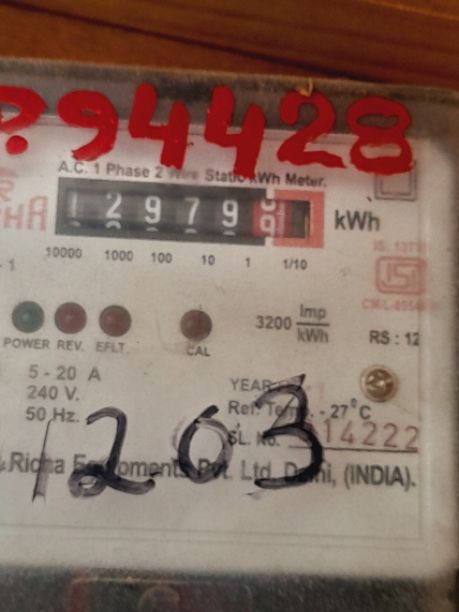 94428
A.C. 1 Phase 2 Wire Static kWh Meter.
12979
kWh
10000 1000 100 10 1 1/10
3200 Imp/kWh
RS : 12
POWER REV. EFLT. CAL
5 - 20 A
240 V.
50 Hz.
YEAR
Ref. Temp. - 27°C
SL. No. 14222
1203
Richa Equipments Pvt. Ltd. Delhi, (INDIA).